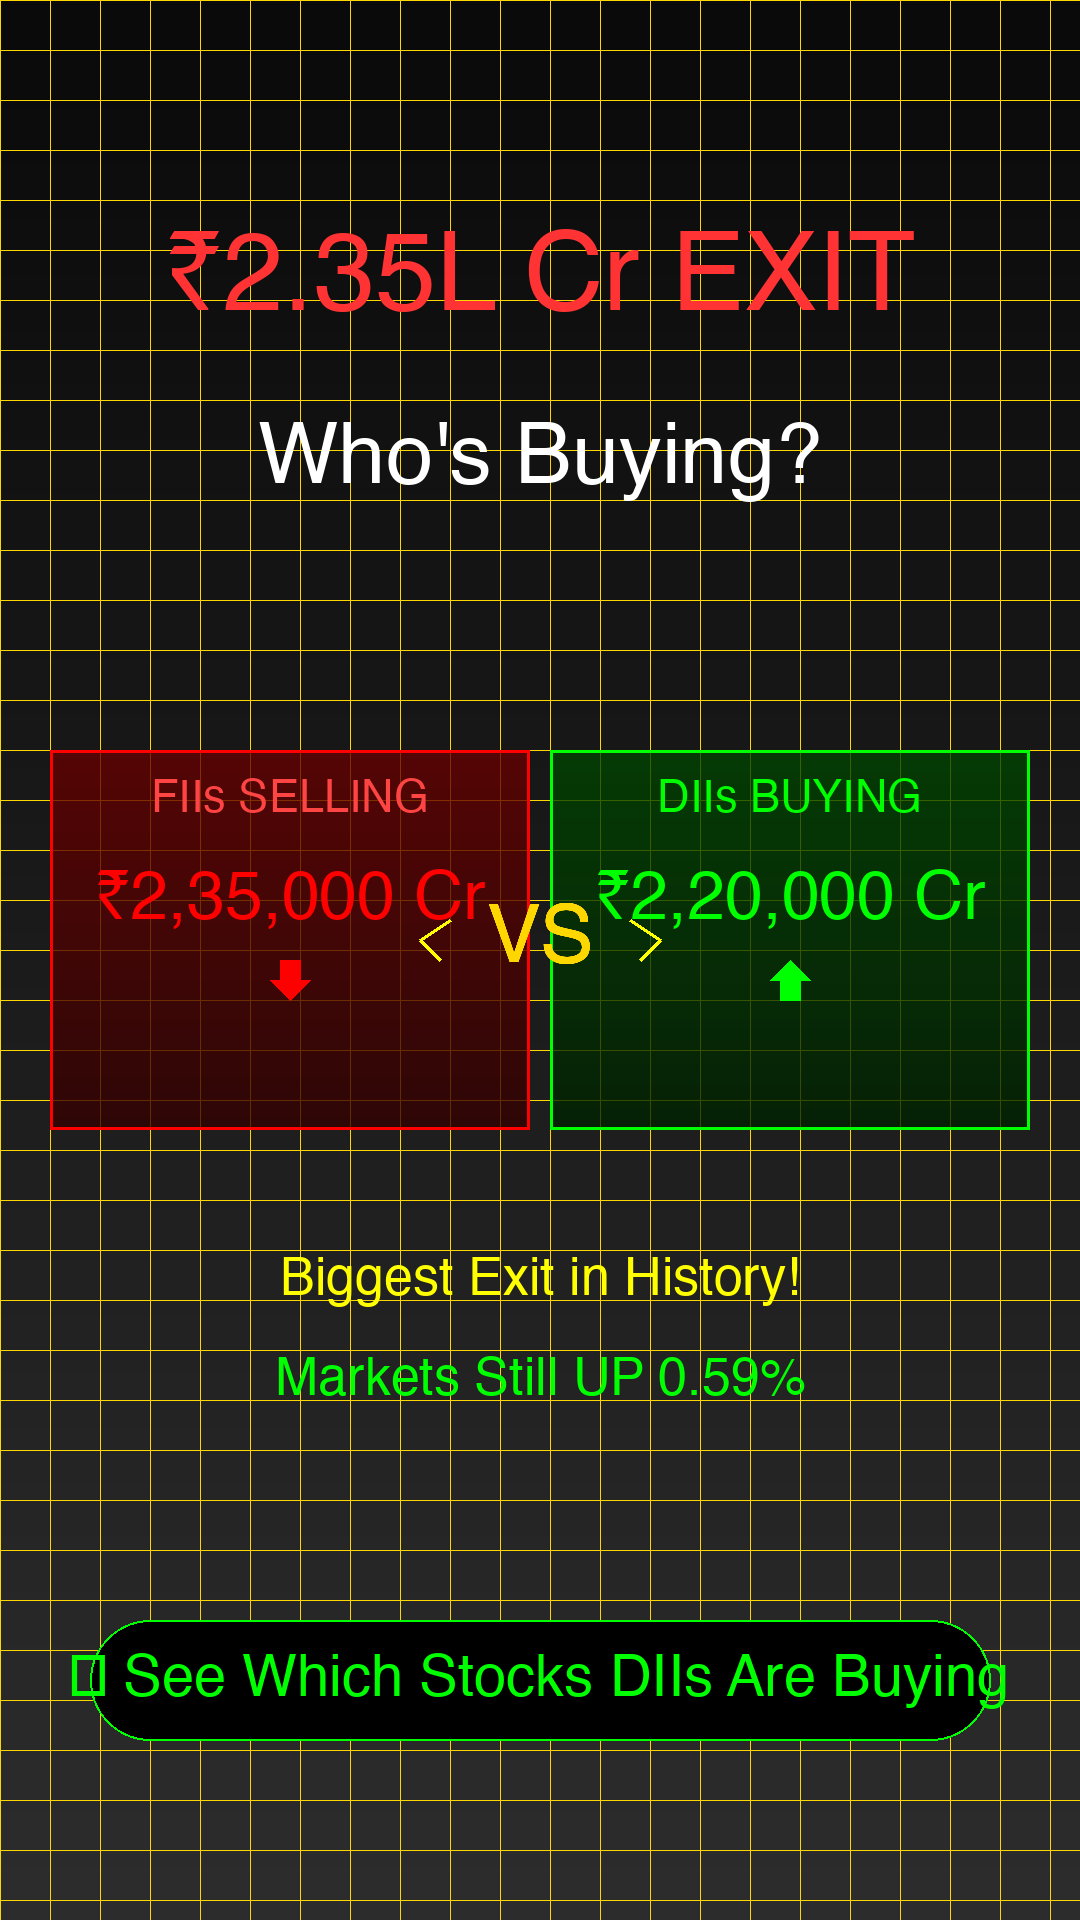 ₹2.35L Cr EXIT
Who's Buying?
FIIs SELLING
DIIs BUYING
₹2,35,000 Cr
VS
₹2,20,000 Cr
Biggest Exit in History!
Markets Still UP 0.59%
See Which Stocks DIIs Are Buying